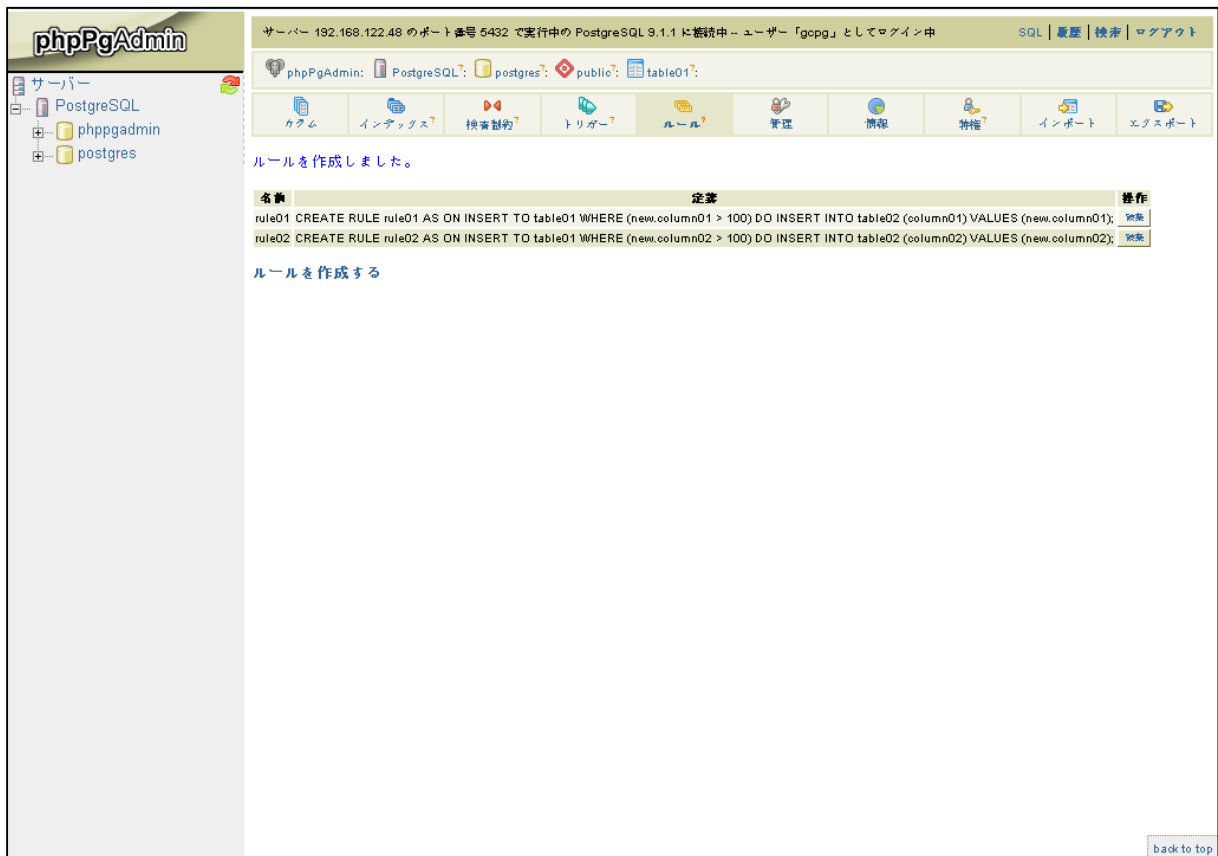 phpPgAdmin
サーバー 192.168.122.48 のポート番号 5432 で実行中の PostgreSQL 9.1.1 に接続中 -- ユーザー「gcpg」としてログイン中
SQL | 履歴 | 検索 | ログアウト
phpPgAdmin: PostgreSQL?: postgres?: public?: table01?:
サーバー
PostgreSQL
phppgadmin
postgres
カラム インデックス? 検査制約? トリガー? ルール? 管理 情報 特権? インポート エクスポート
ルールを作成しました。
名前 定義 操作
rule01 CREATE RULE rule01 AS ON INSERT TO table01 WHERE (new.column01 > 100) DO INSERT INTO table02 (column01) VALUES (new.column01); 破棄
rule02 CREATE RULE rule02 AS ON INSERT TO table01 WHERE (new.column02 > 100) DO INSERT INTO table02 (column02) VALUES (new.column02); 破棄
ルールを作成する
back to top